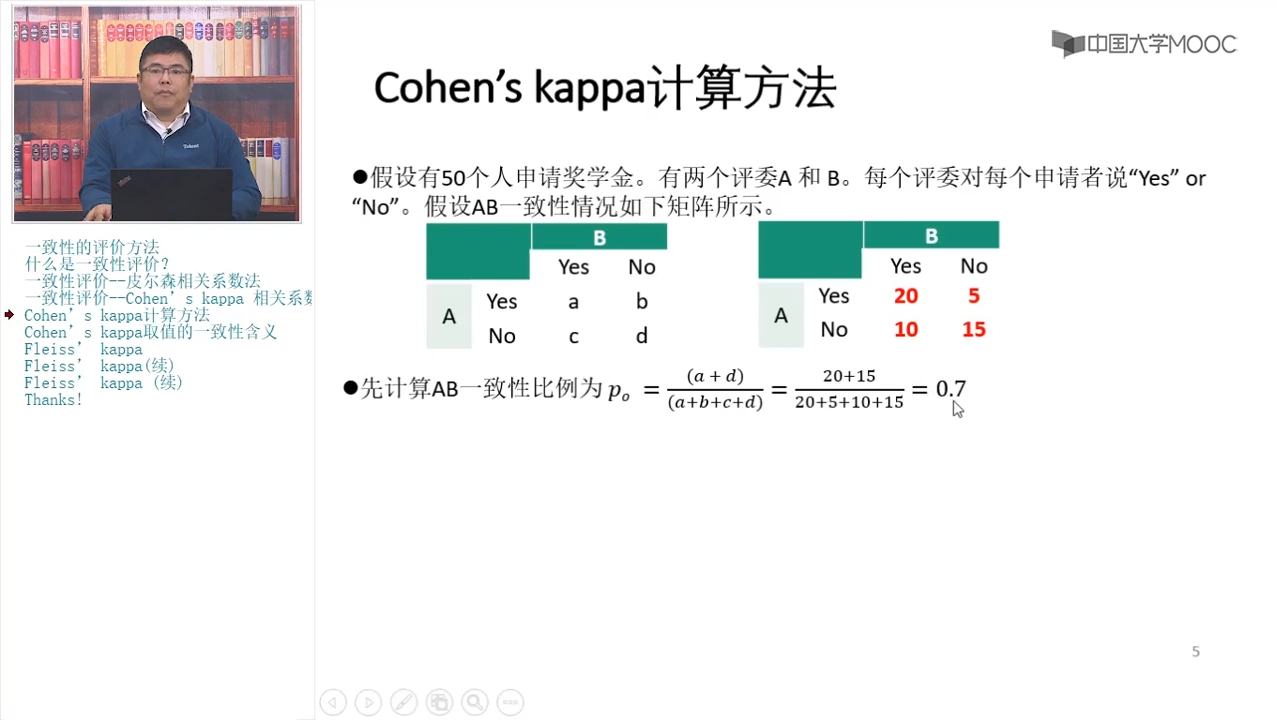 中国大学MOOC
Cohen's kappa计算方法
●假设有50个人申请奖学金。有两个评委A 和 B。每个评委对每个申请者说“Yes” or
“No”。假设AB一致性情况如下矩阵所示。
B
Yes No
A
Yes a b
No c d
B
Yes No
A
Yes 20 5
No 10 15
●先计算AB一致性比例为 pₒ = (a + d)/(a+b+c+d) = 20+15/20+5+10+15 = 0.7
5
一致性的评价方法
什么是一致性评价?
一致性评价--皮尔森相关系数法
一致性评价--Cohen's kappa 相关系数
Cohen's kappa计算方法
Cohen's kappa取值的一致性含义
Fleiss' kappa
Fleiss' kappa(续)
Fleiss' kappa (续)
Thanks!